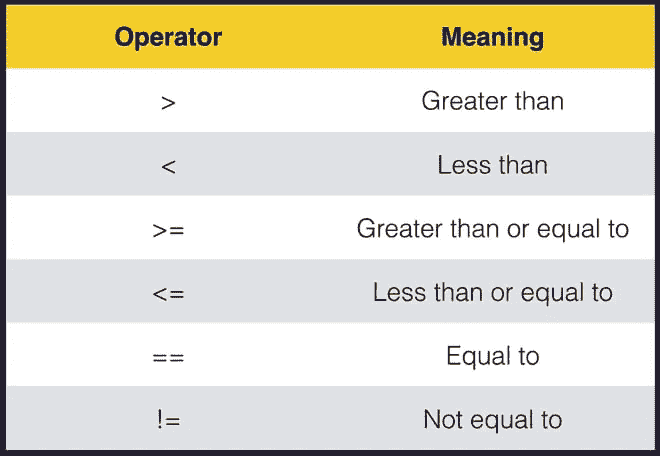 Operator Meaning
> Greater than
< Less than
>= Greater than or equal to
<= Less than or equal to
== Equal to
!= Not equal to